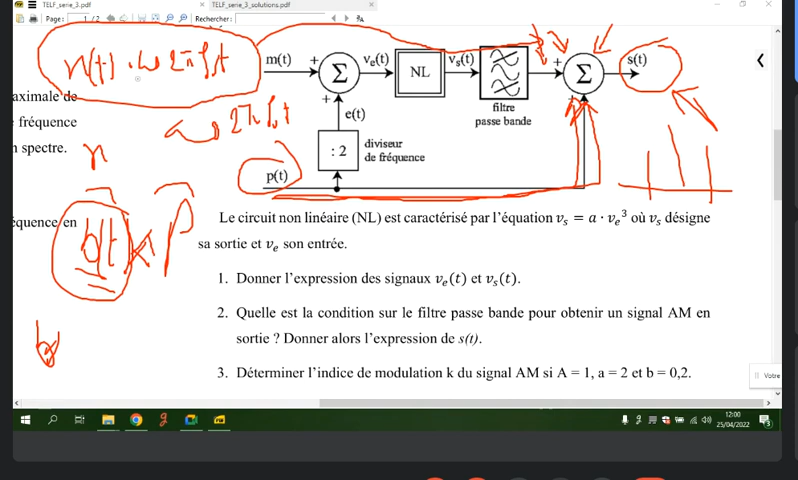 TELF_serie_3.pdf
TELF_serie_3_solutions.pdf
Page:
1 / 2
Rechercher:
n(t) . cos 2π f₀t
m(t)
+
Σ
vₑ(t)
NL
vₛ(t)
filtre
passe bande
+
Σ
s(t)
aximale de
fréquence
n spectre.
équence en
+
e(t)
: 2
diviseur
de fréquence
p(t)
Le circuit non linéaire (NL) est caractérisé par l'équation vₛ = a · vₑ³ où vₛ désigne
sa sortie et vₑ son entrée.
1. Donner l'expression des signaux vₑ(t) et vₛ(t).
2. Quelle est la condition sur le filtre passe bande pour obtenir un signal AM en
sortie ? Donner alors l'expression de s(t).
3. Déterminer l'indice de modulation k du signal AM si A = 1, a = 2 et b = 0,2.
Votre
12:00
25/04/2022